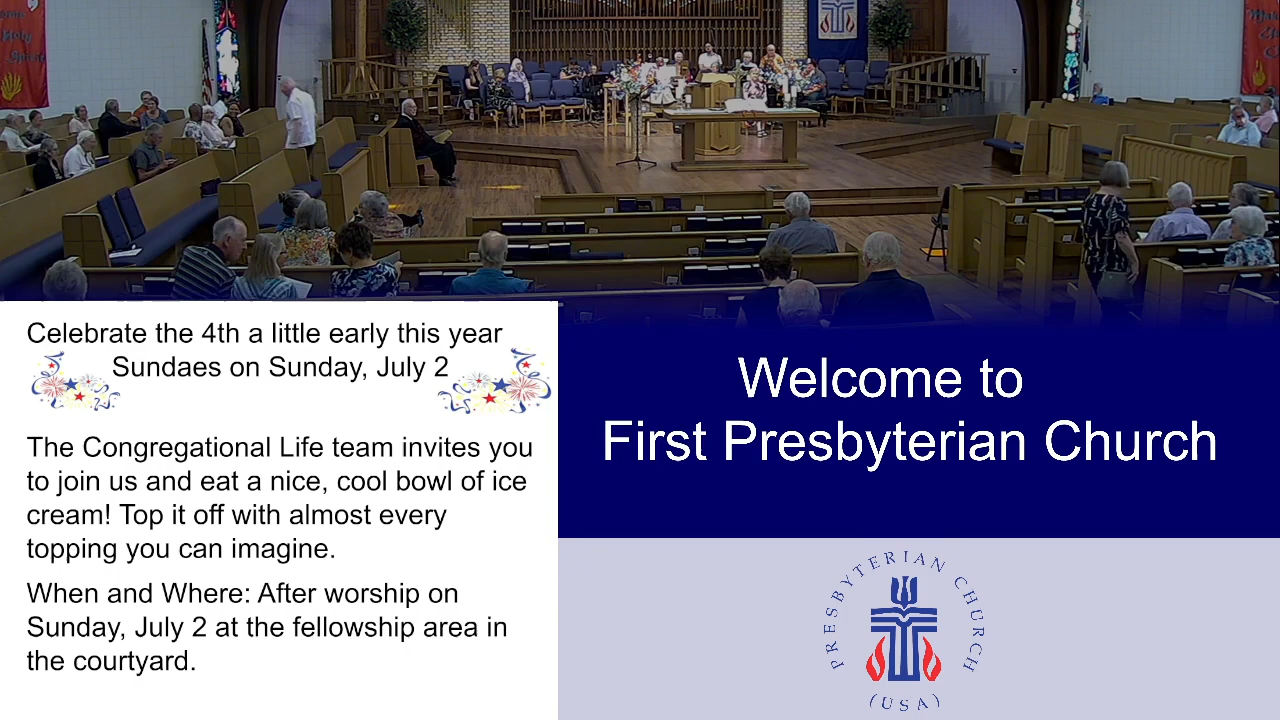 Celebrate the 4th a little early this year
Sundaes on Sunday, July 2
The Congregational Life team invites you
to join us and eat a nice, cool bowl of ice
cream! Top it off with almost every
topping you can imagine.
When and Where: After worship on
Sunday, July 2 at the fellowship area in
the courtyard.
Welcome to
First Presbyterian Church
PRESBYTERIAN CHURCH
(USA)